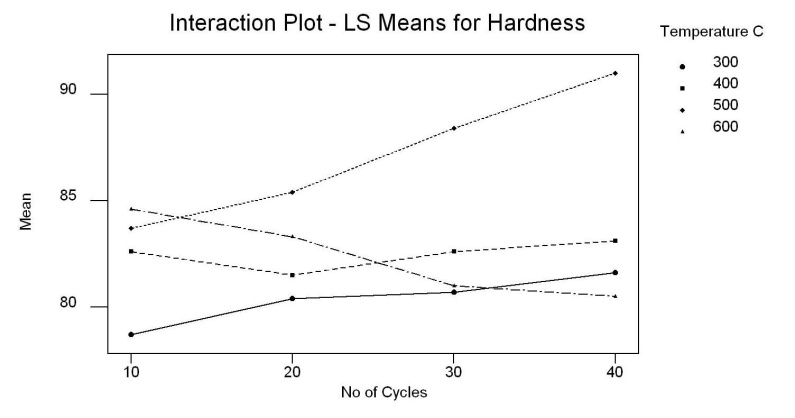 Interaction Plot - LS Means for Hardness
Temperature C
300
400
500
600
90
85
80
Mean
10 20 30 40
No of Cycles